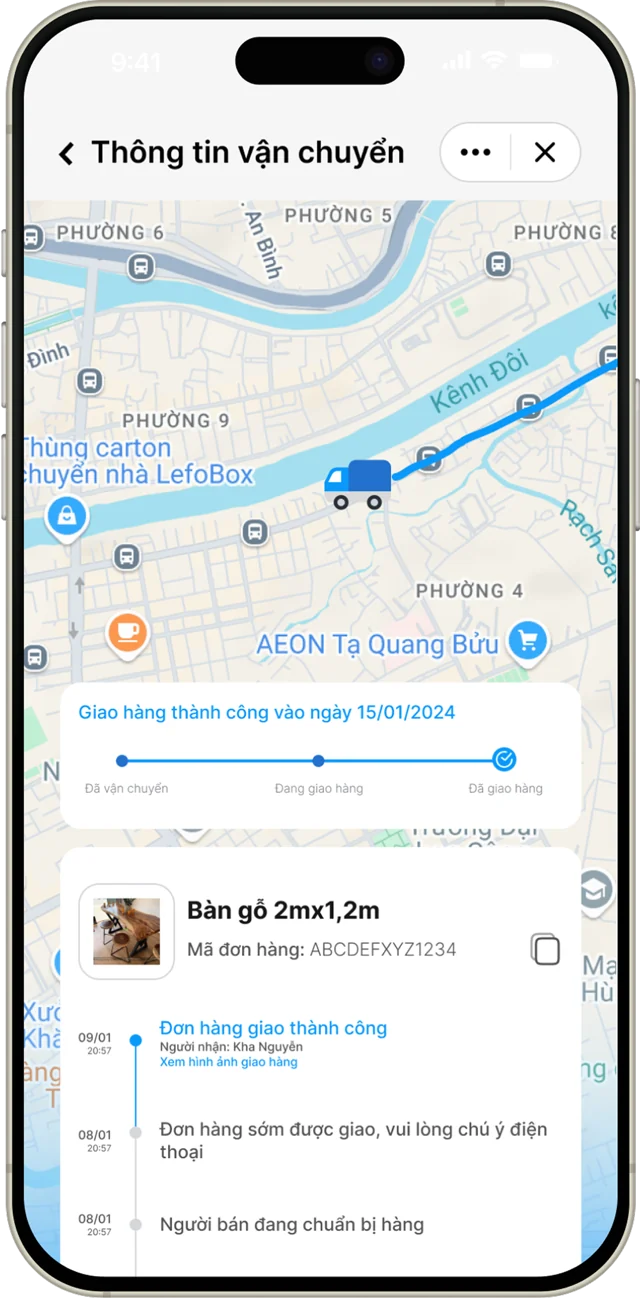 9:41
Thông tin vận chuyển
PHƯỜNG 5
PHƯỜNG 6
An Bình
PHƯỜNG 8
Đình
Kênh Đôi
PHƯỜNG 9
Thùng carton
chuyển nhà LefoBox
PHƯỜNG 4
AEON Tạ Quang Bửu
Giao hàng thành công vào ngày 15/01/2024
Đã vận chuyển
Đang giao hàng
Đã giao hàng
Bàn gỗ 2mx1,2m
Mã đơn hàng: ABCDEFXYZ1234
09/01
20:57
Đơn hàng giao thành công
Người nhận: Kha Nguyễn
Xem hình ảnh giao hàng
08/01
20:57
Đơn hàng sớm được giao, vui lòng chú ý điện
thoại
08/01
20:57
Người bán đang chuẩn bị hàng